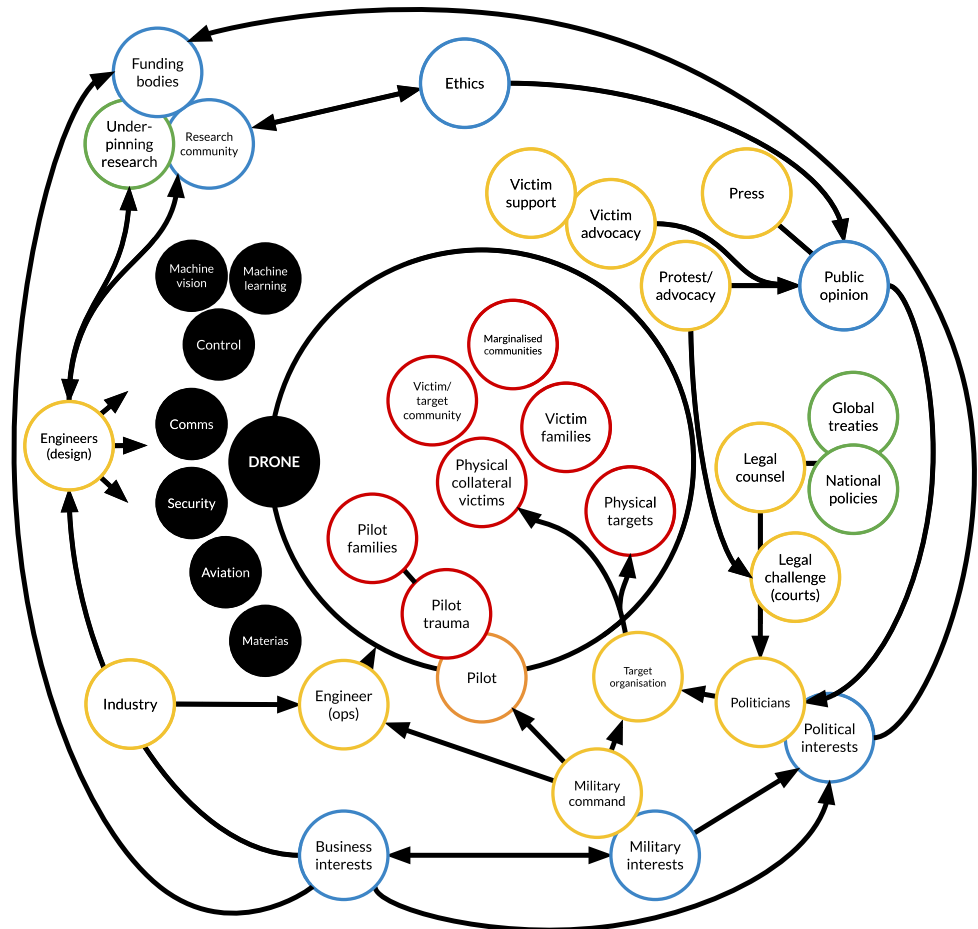 Funding
bodies
Ethics
Under-
pinning
research
Research
community
Victim
support
Victim
advocacy
Press
Protest/
advocacy
Public
opinion
Machine
vision
Machine
learning
Control
Marginalised
communities
Victim/
target
community
Victim
families
Global
treaties
Comms
Engineers
(design)
DRONE
Physical
collateral
victims
Legal
counsel
National
policies
Security
Physical
targets
Pilot
families
Aviation
Legal
challenge
(courts)
Pilot
trauma
Materias
Industry
Engineer
(ops)
Pilot
Target
organisation
Politicians
Political
interests
Military
command
Business
interests
Military
interests